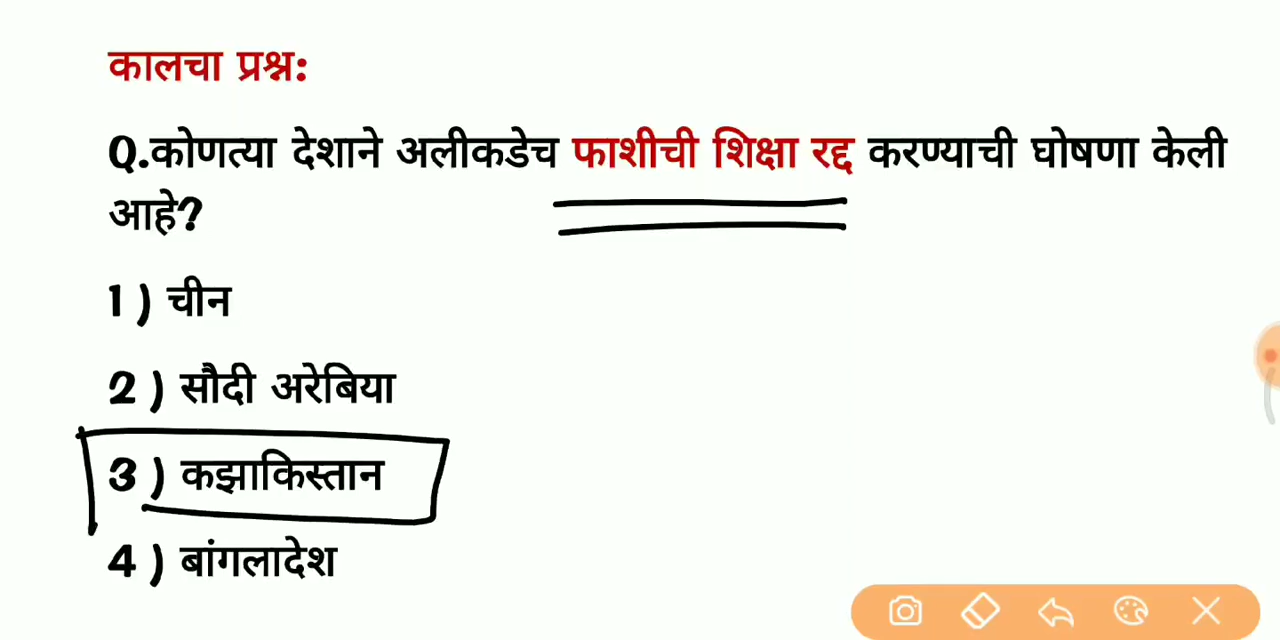 कालचा प्रश्न:
Q.कोणत्या देशाने अलीकडेच फाशीची शिक्षा रद्द करण्याची घोषणा केली
आहे?
1 ) चीन
2 ) सौदी अरेबिया
3 ) कझाकिस्तान
4 ) बांगलादेश